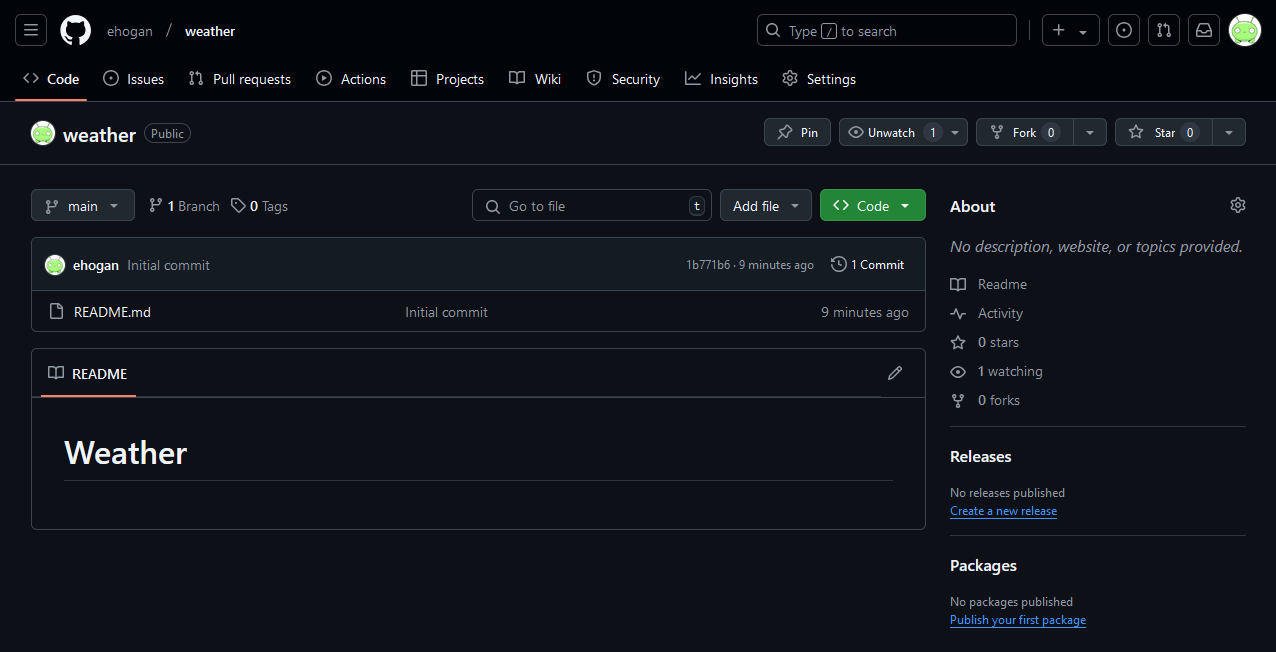 ehogan / weather
Type / to search
Code Issues Pull requests Actions Projects Wiki Security Insights Settings
weather Public
Pin Unwatch 1 Fork 0 Star 0
main 1 Branch 0 Tags Go to file t Add file Code
ehogan Initial commit 1b771b6 · 9 minutes ago 1 Commit
README.md Initial commit 9 minutes ago
README
Weather
About
No description, website, or topics provided.
Readme
Activity
0 stars
1 watching
0 forks
Releases
No releases published
Create a new release
Packages
No packages published
Publish your first package